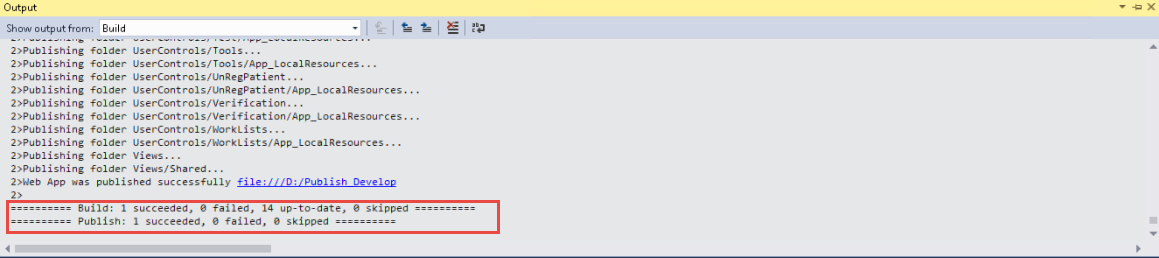 Output
Show output from: Build
2>Publishing folder UserControls/Test/App_LocalResources...
2>Publishing folder UserControls/Tools...
2>Publishing folder UserControls/Tools/App_LocalResources...
2>Publishing folder UserControls/UnRegPatient...
2>Publishing folder UserControls/UnRegPatient/App_LocalResources...
2>Publishing folder UserControls/Verification...
2>Publishing folder UserControls/Verification/App_LocalResources...
2>Publishing folder UserControls/WorkLists...
2>Publishing folder UserControls/WorkLists/App_LocalResources...
2>Publishing folder Views...
2>Publishing folder Views/Shared...
2>Web App was published successfully file:///D:/Publish_Develop
2>
========== Build: 1 succeeded, 0 failed, 14 up-to-date, 0 skipped ==========
========== Publish: 1 succeeded, 0 failed, 0 skipped ==========